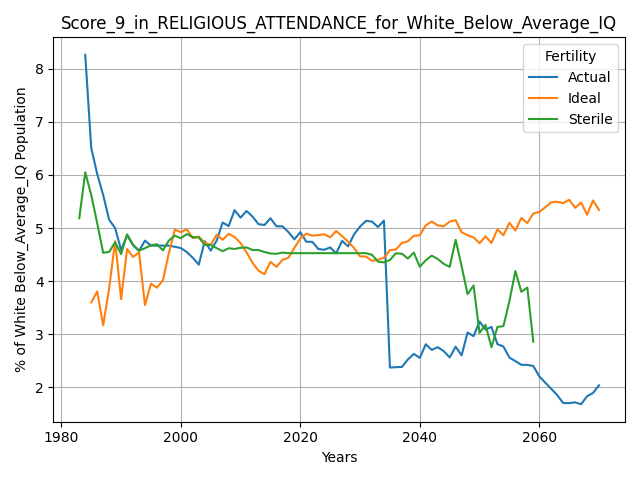 Score_9_in_RELIGIOUS_ATTENDANCE_for_White_Below_Average_IQ
Fertility
Actual
Ideal
Sterile
% of White Below_Average_IQ Population
8
7
6
5
4
3
2
1980
2000
2020
2040
2060
Years